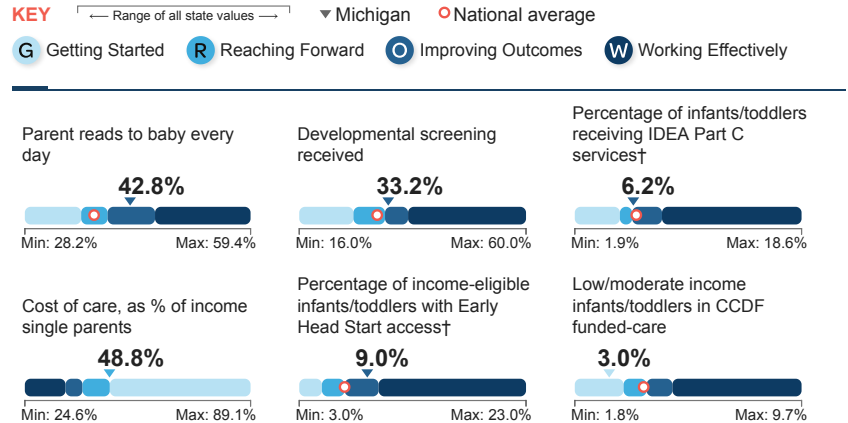 KEY
Range of all state values
Michigan
National average
G Getting Started
R Reaching Forward
O Improving Outcomes
W Working Effectively
Parent reads to baby every
day
42.8%
Min: 28.2%
Max: 59.4%
Developmental screening
received
33.2%
Min: 16.0%
Max: 60.0%
Percentage of infants/toddlers
receiving IDEA Part C
services†
6.2%
Min: 1.9%
Max: 18.6%
Cost of care, as % of income
single parents
48.8%
Min: 24.6%
Max: 89.1%
Percentage of income-eligible
infants/toddlers with Early
Head Start access†
9.0%
Min: 3.0%
Max: 23.0%
Low/moderate income
infants/toddlers in CCDF
funded-care
3.0%
Min: 1.8%
Max: 9.7%